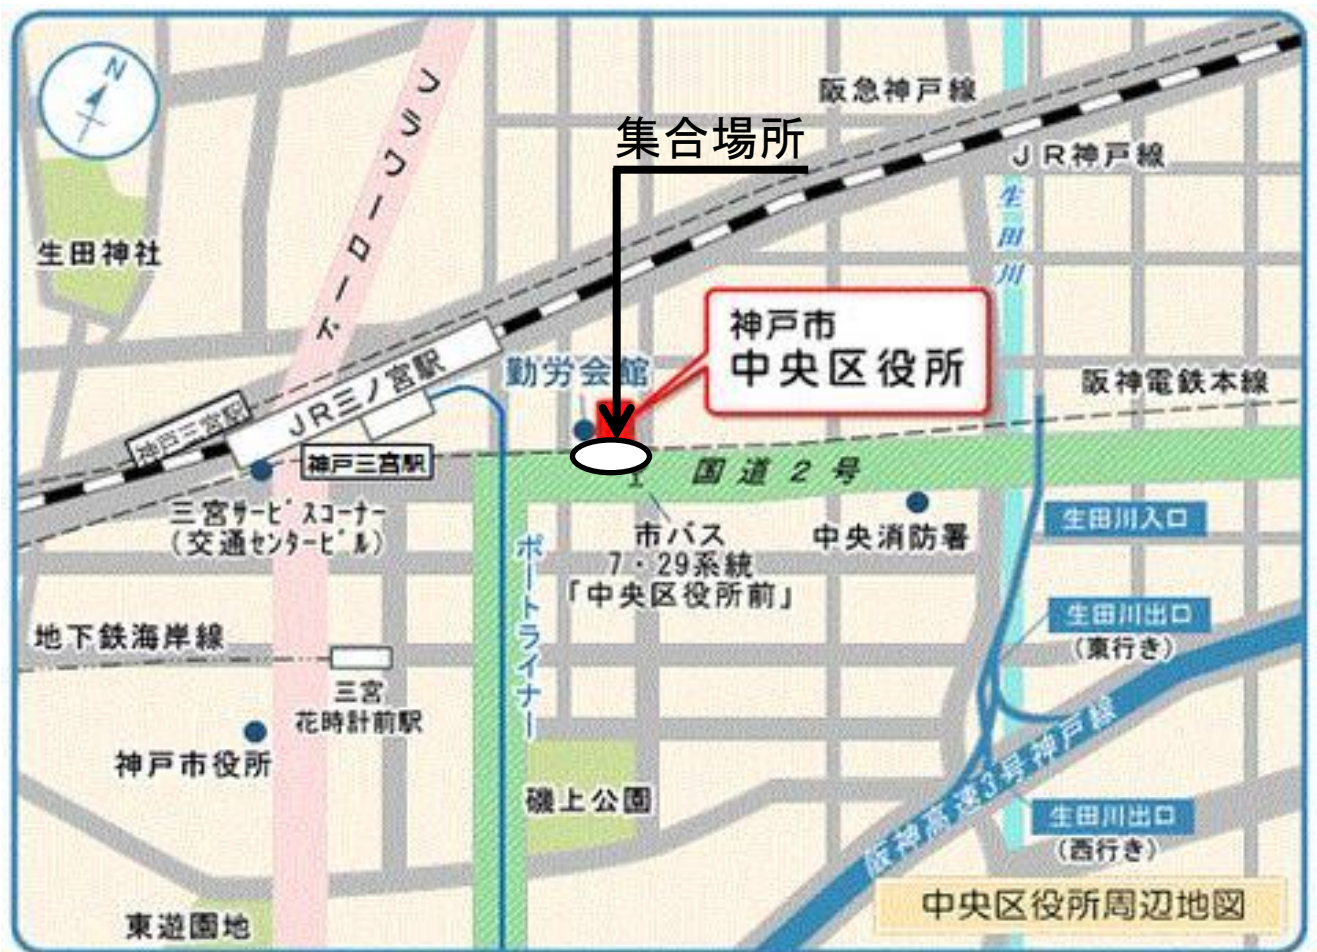 N
フラワーロード
阪急神戸線
集合場所
JR神戸線
生田川
生田神社
神戸市
中央区役所
勤労会館
阪神電鉄本線
JR三ノ宮駅
神戸三宮駅
神戸三宮駅
国道2号
三宮サービスコーナー
(交通センタービル)
市バス
7・29系統
「中央区役所前」
中央消防署
生田川入口
ポートライナー
生田川出口
(東行き)
地下鉄海岸線
三宮
花時計前駅
神戸市役所
磯上公園
阪神高速3号神戸線
生田川出口
(西行き)
東遊園地
中央区役所周辺地図